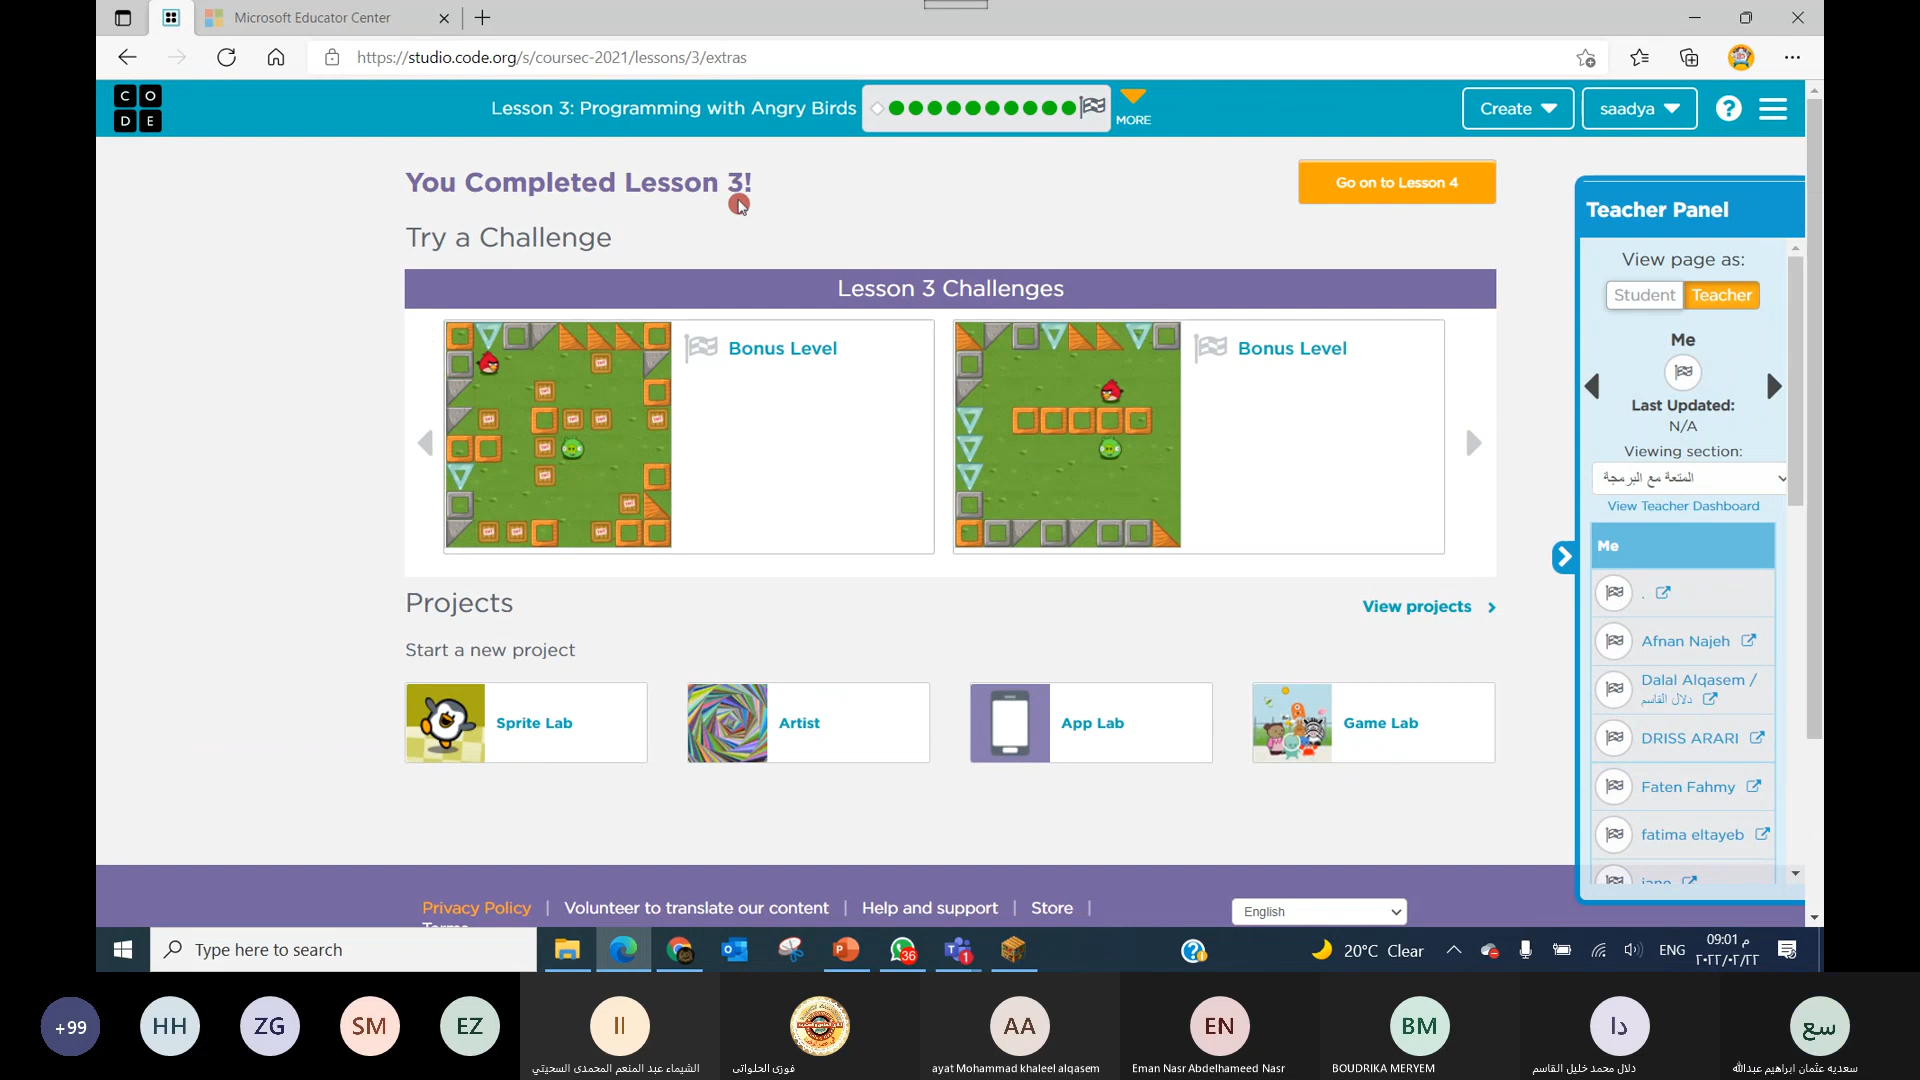 Microsoft Educator Center
https://studio.code.org/s/coursec-2021/lessons/3/extras
C O
D E
Lesson 3: Programming with Angry Birds
MORE
Create
saadya
You Completed Lesson 3!
Go on to Lesson 4
Try a Challenge
Lesson 3 Challenges
Bonus Level
Bonus Level
Projects
View projects
Start a new project
Sprite Lab
Artist
App Lab
Game Lab
Teacher Panel
View page as:
Student Teacher
Me
Last Updated:
N/A
Viewing section:
المتعة مع البرمجة
View Teacher Dashboard
Me
.
Afnan Najeh
Dalal Alqasem /
دلال القاسم
DRISS ARARI
Faten Fahmy
fatima eltayeb
Privacy Policy | Volunteer to translate our content | Help and support | Store |
English
Type here to search
36
1
20°C Clear
ENG
09:01 م
٢٠٢٢/٠٢/٢٢
+99
HH
ZG
SM
EZ
اا
AA
EN
BM
دا
سع
الشيماء عبد المنعم المحمدى السحيتي
فوزى الحلواتى
ayat Mohammad khaleel alqasem
Eman Nasr Abdelhameed Nasr
BOUDRIKA MERYEM
دلال محمد خليل القاسم
سعديه عثمان ابراهيم عبدالله